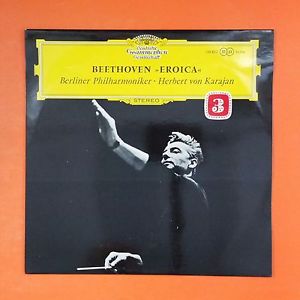 Deutsche
Grammophon
Gesellschaft
BEETHOVEN »EROICA«
Berliner Philharmoniker · Herbert von Karajan
STEREO
3